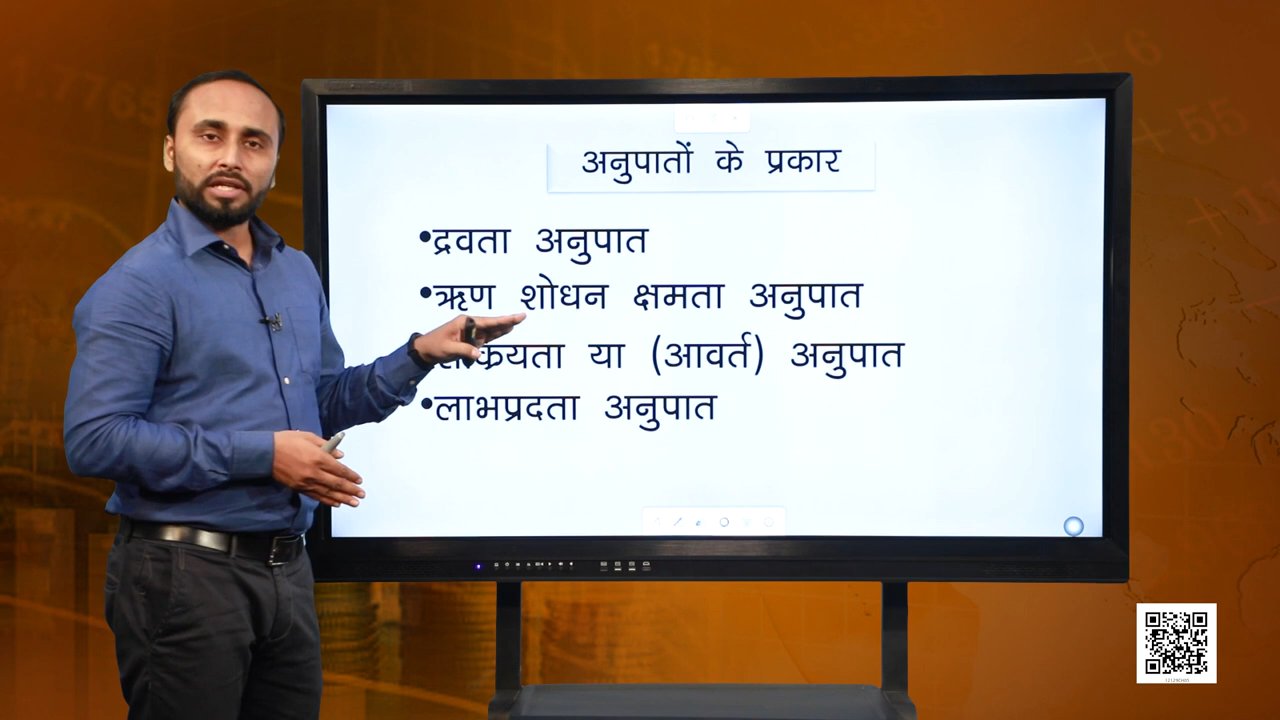 अनुपातों के प्रकार
•द्रवता अनुपात
•ऋण शोधन क्षमता अनुपात
या (आवर्त) अनुपात
•लाभप्रदता अनुपात